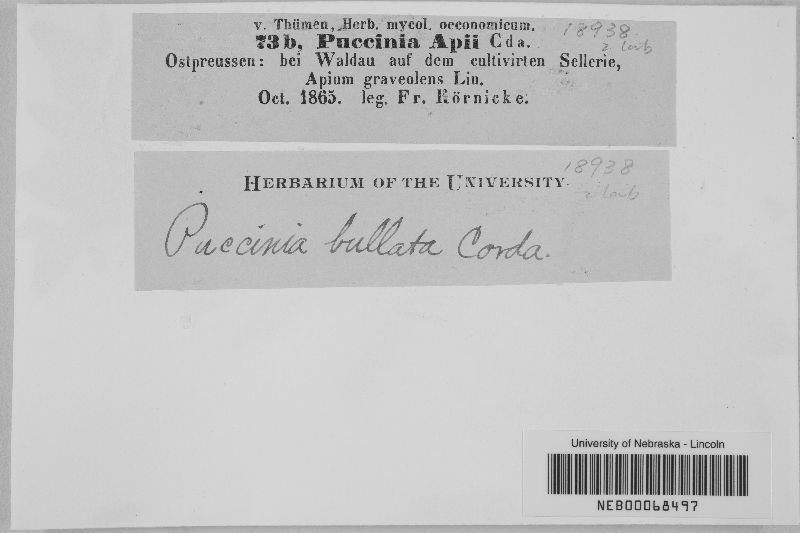 v. Thümen, Herb. mycol. oeconomicum.
18938
73b. Puccinia Apii Cda.
Ostpreussen: bei Waldau auf dem cultivirten Sellerie,
Apium graveolens Lin.
Oct. 1865. leg. Fr. Körnicke.
18938
HERBARIUM OF THE UNIVERSITY.
Puccinia bullata Corda.
University of Nebraska - Lincoln
NEB00068497